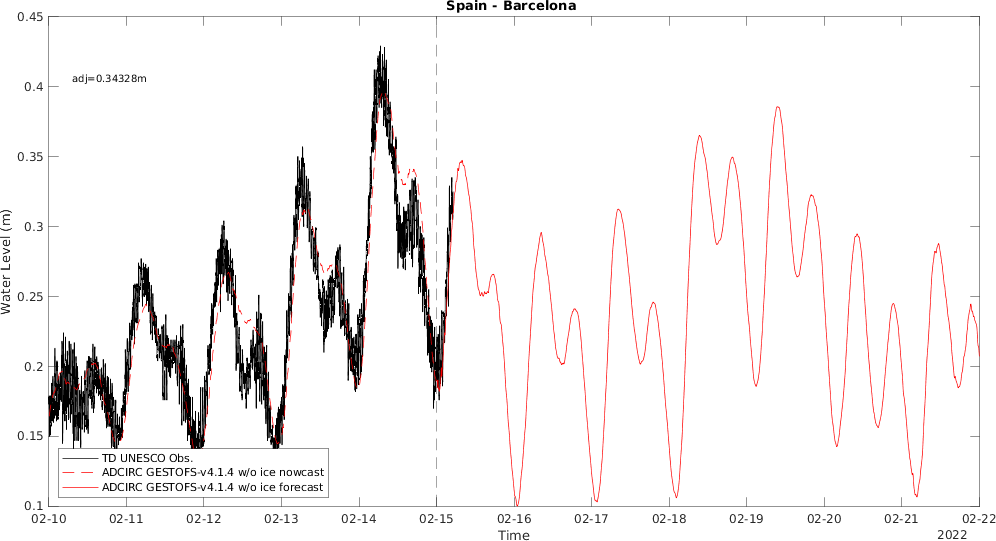 Spain - Barcelona
0.45
0.4
0.35
0.3
0.25
0.2
0.15
0.1
Water Level (m)
adj=0.34328m
TD UNESCO Obs.
ADCIRC GESTOFS-v4.1.4 w/o ice nowcast
ADCIRC GESTOFS-v4.1.4 w/o ice forecast
02-10 02-11 02-12 02-13 02-14 02-15 02-16 02-17 02-18 02-19 02-20 02-21 02-22
Time
2022